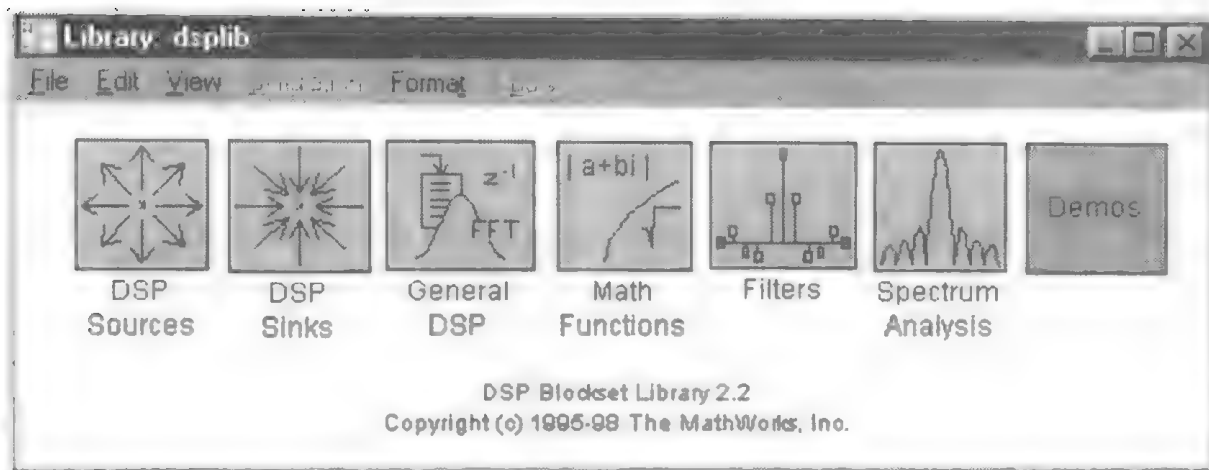 Library: dsplib
File Edit View Format
| a+bi |
z-1
FFT
Demos
DSP Sources
DSP Sinks
General DSP
Math Functions
Filters
Spectrum Analysis
DSP Blockset Library 2.2
Copyright (c) 1995-98 The MathWorks, Inc.